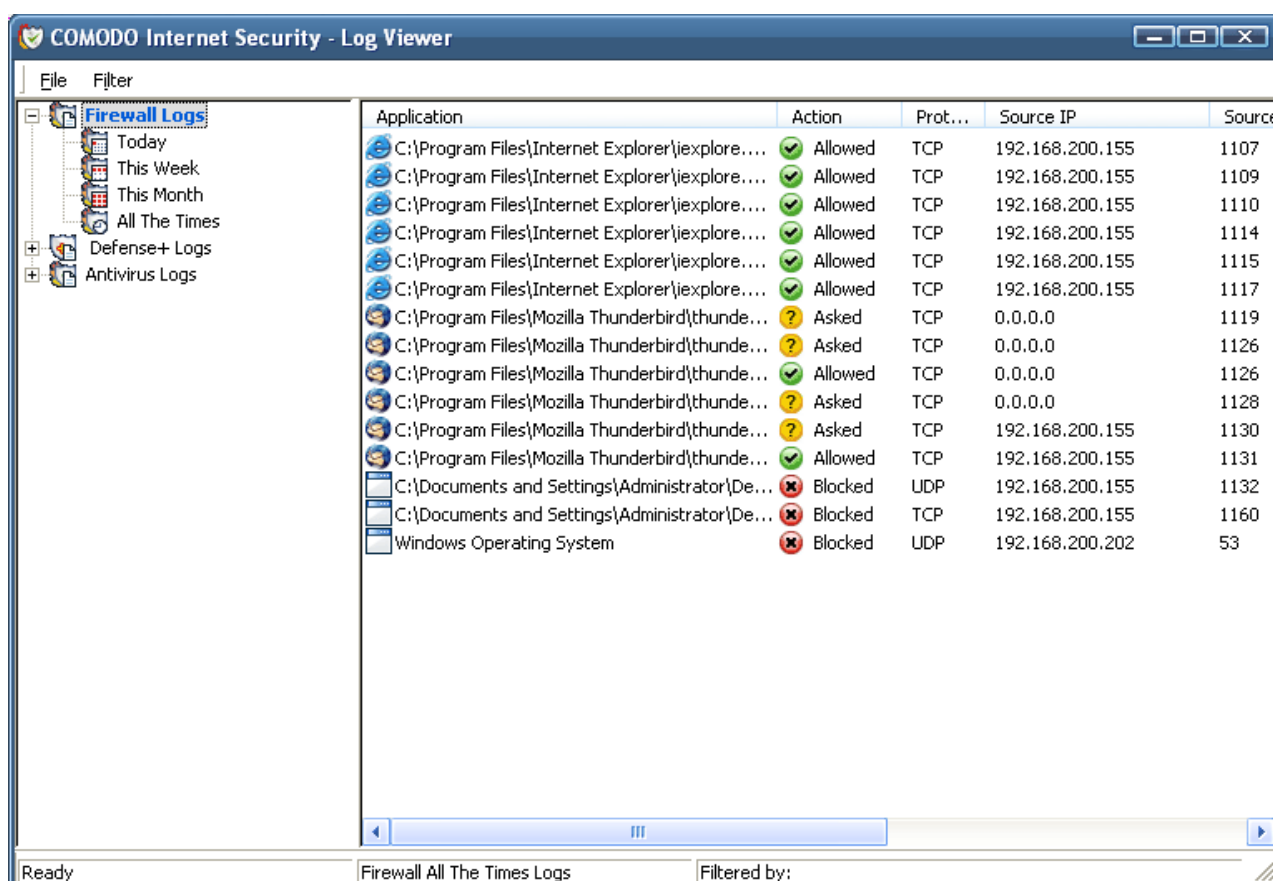 COMODO Internet Security - Log Viewer
File Filter
Firewall Logs
Today
This Week
This Month
All The Times
Defense+ Logs
Antivirus Logs
Application Action Prot... Source IP Source
C:\Program Files\Internet Explorer\iexplore.... Allowed TCP 192.168.200.155 1107
C:\Program Files\Internet Explorer\iexplore.... Allowed TCP 192.168.200.155 1109
C:\Program Files\Internet Explorer\iexplore.... Allowed TCP 192.168.200.155 1110
C:\Program Files\Internet Explorer\iexplore.... Allowed TCP 192.168.200.155 1114
C:\Program Files\Internet Explorer\iexplore.... Allowed TCP 192.168.200.155 1115
C:\Program Files\Internet Explorer\iexplore.... Allowed TCP 192.168.200.155 1117
C:\Program Files\Mozilla Thunderbird\thunde... Asked TCP 0.0.0.0 1119
C:\Program Files\Mozilla Thunderbird\thunde... Asked TCP 0.0.0.0 1126
C:\Program Files\Mozilla Thunderbird\thunde... Allowed TCP 0.0.0.0 1126
C:\Program Files\Mozilla Thunderbird\thunde... Asked TCP 0.0.0.0 1128
C:\Program Files\Mozilla Thunderbird\thunde... Asked TCP 192.168.200.155 1130
C:\Program Files\Mozilla Thunderbird\thunde... Allowed TCP 192.168.200.155 1131
C:\Documents and Settings\Administrator\De... Blocked UDP 192.168.200.155 1132
C:\Documents and Settings\Administrator\De... Blocked TCP 192.168.200.155 1160
Windows Operating System Blocked UDP 192.168.200.202 53
Ready Firewall All The Times Logs Filtered by: